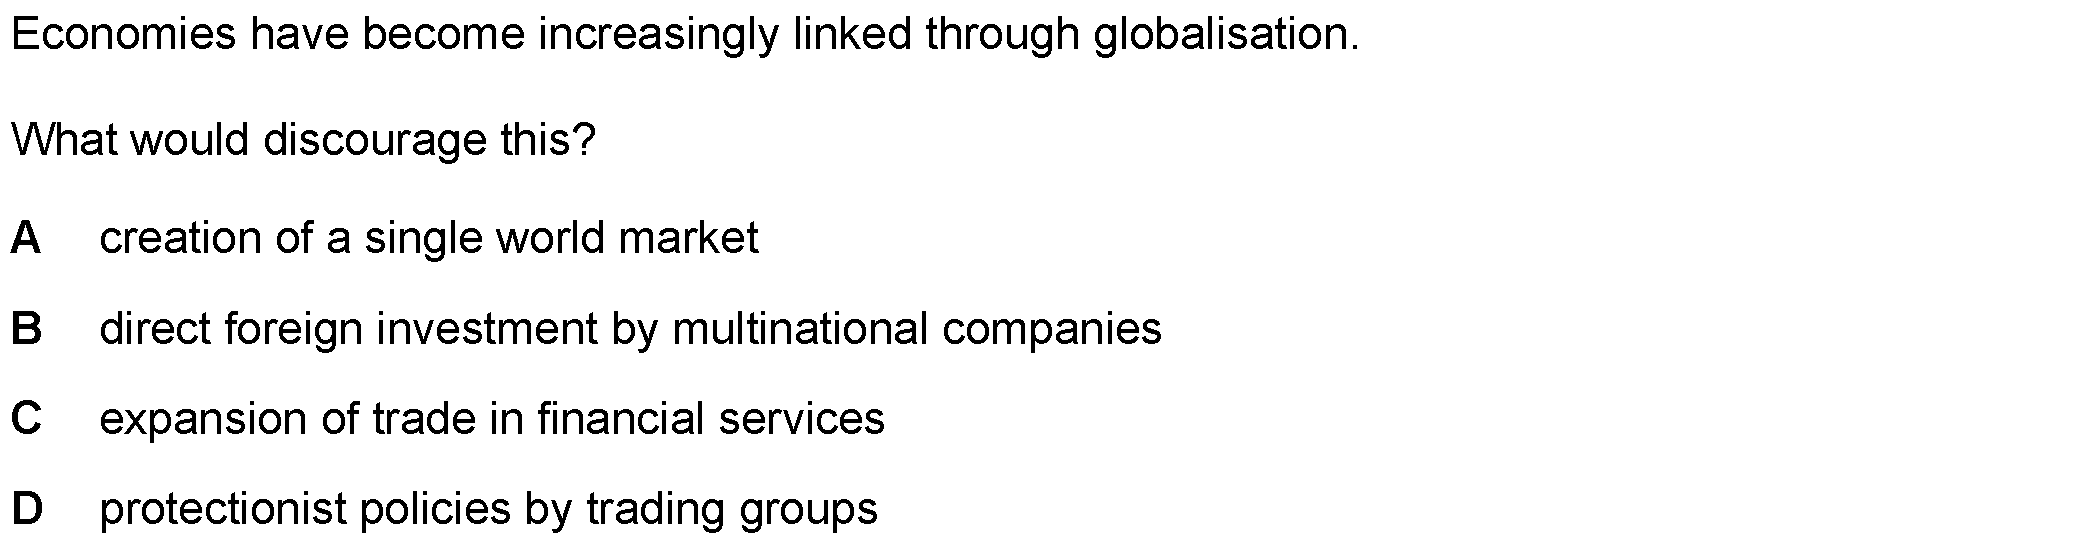 Economies have become increasingly linked through globalisation.
What would discourage this?
A creation of a single world market
B direct foreign investment by multinational companies
C expansion of trade in financial services
D protectionist policies by trading groups